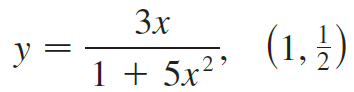 y = 3x / (1 + 5x²), (1, ½)